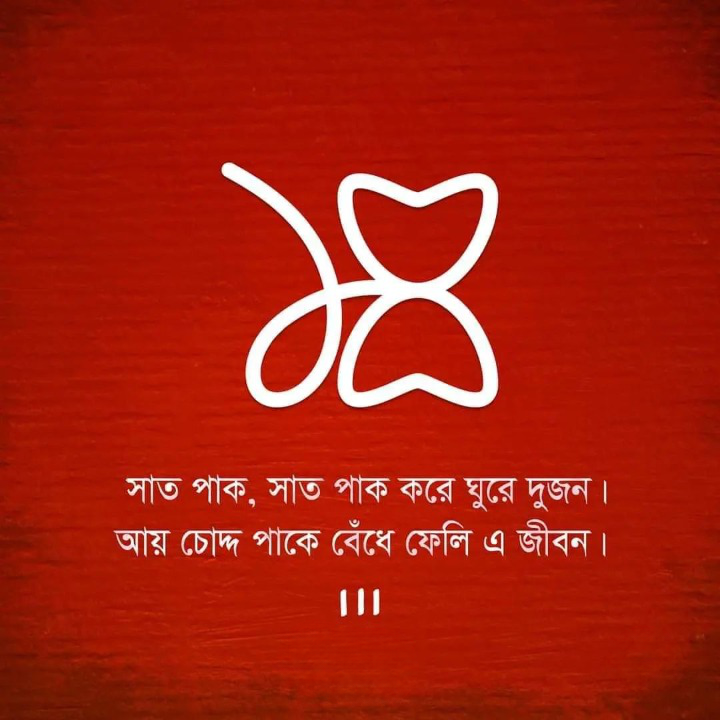 ১৪
সাত পাক, সাত পাক করে ঘুরে দুজন।
আয় চোদ্দ পাকে বেঁধে ফেলি এ জীবন।
।।।